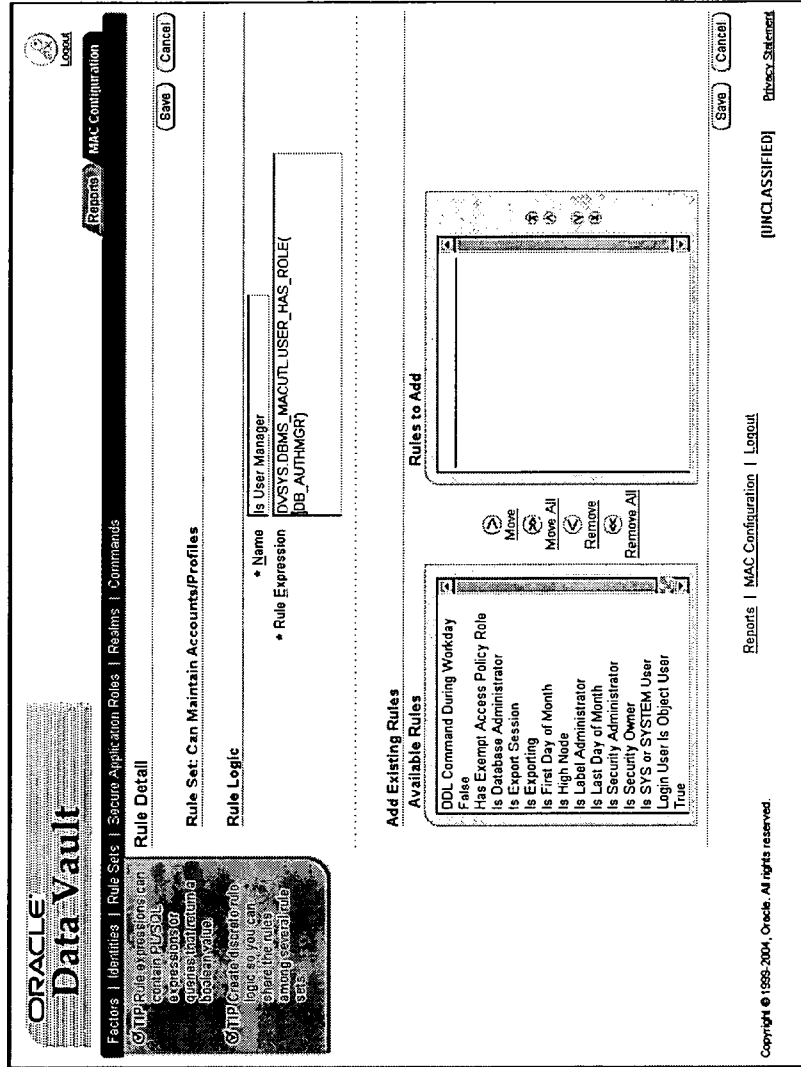 ORACLE
Data Vault
Logout
Reports
MAC Configuration
Factors | Identities | Rule Sets | Secure Application Roles | Realms | Commands
TIP Rule expressions can
contain PL/SQL
expressions or
queries that return a
boolean value.
TIP Create discrete rule
logic so you can
share the rules
among several rule
sets.
Rule Detail
Save
Cancel
Rule Set: Can Maintain Accounts/Profiles
Rule Logic
* Name
Is User Manager
* Rule Expression
DVSYS.DBMS_MACUTL.USER_HAS_ROLE(
'DB_AUTHMGR')
Add Existing Rules
Available Rules
DDL Command During Workday
False
Has Exempt Access Policy Role
Is Database Administrator
Is Export Session
Is Exporting
Is First Day of Month
Is High Node
Is Label Administrator
Is Last Day of Month
Is Security Administrator
Is Security Owner
Is SYS or SYSTEM User
Login User Is Object User
True
Move
Move All
Remove
Remove All
Rules to Add
Save
Cancel
Reports | MAC Configuration | Logout
[UNCLASSIFIED]
Copyright © 1999-2004, Oracle. All rights reserved.
Privacy Statement